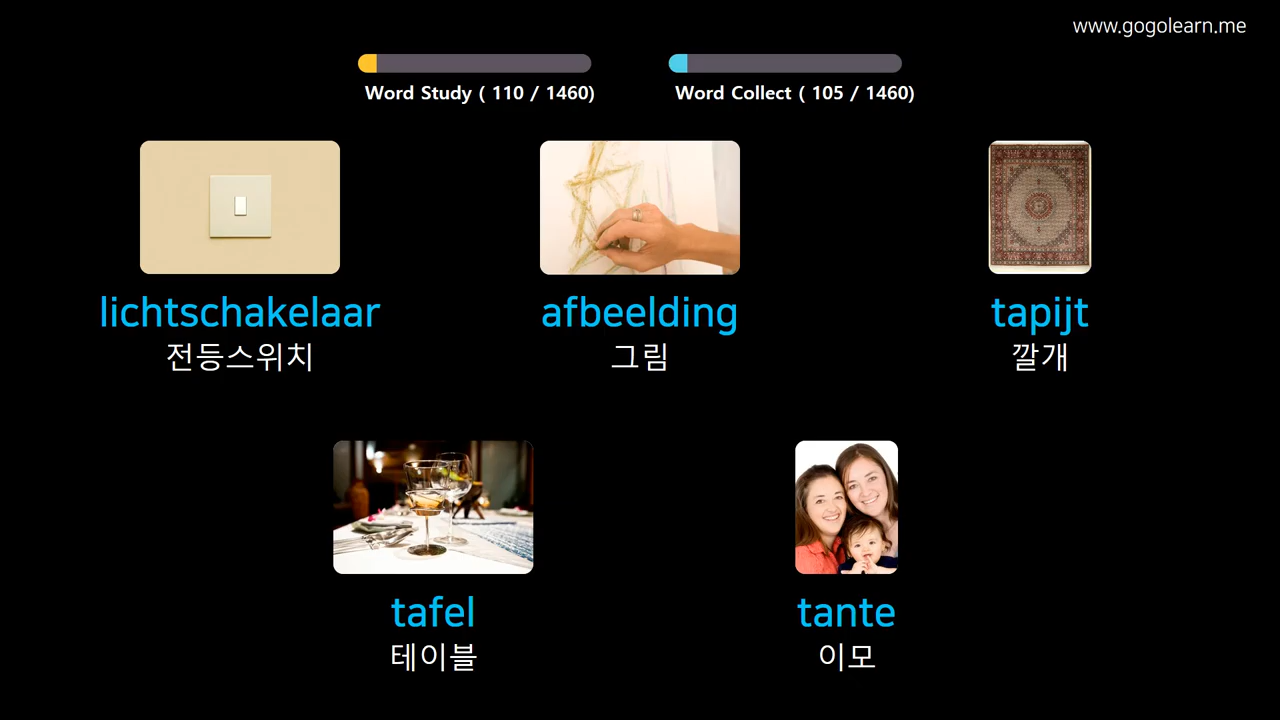 www.gogolearn.me
Word Study ( 110 / 1460)
Word Collect ( 105 / 1460)
lichtschakelaar
전등스위치
afbeelding
그림
tapijt
깔개
tafel
테이블
tante
이모